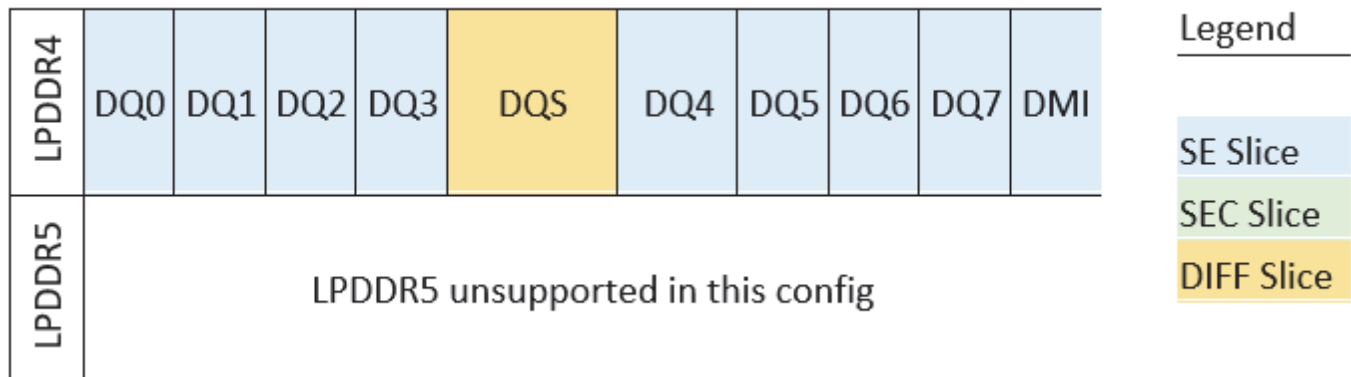 LPDDR4
DQ0 DQ1 DQ2 DQ3 DQS DQ4 DQ5 DQ6 DQ7 DMI
LPDDR5
LPDDR5 unsupported in this config
Legend
SE Slice
SEC Slice
DIFF Slice